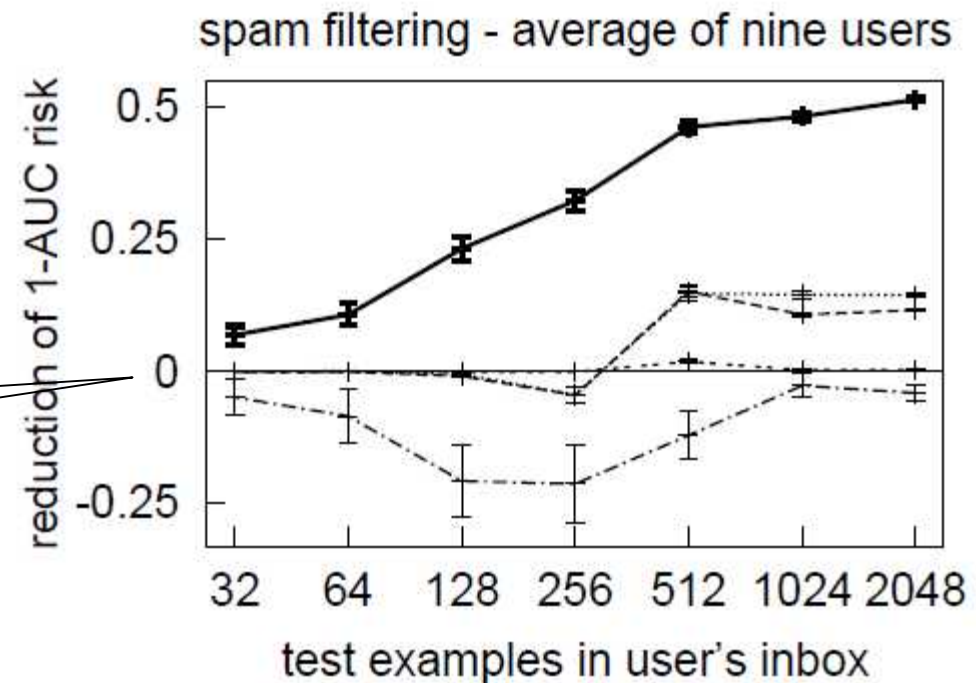 spam filtering - average of nine users
reduction of 1-AUC risk
0.5
0.25
0
-0.25
32 64 128 256 512 1024 2048
test examples in user's inbox